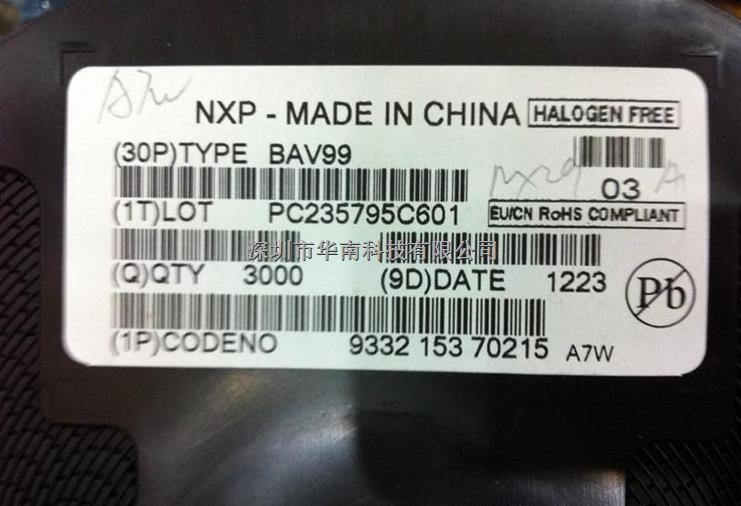 A7W
NXP - MADE IN CHINA HALOGEN FREE
(30P)TYPE BAV99
03
(1T)LOT PC235795C601 EU/CN RoHS COMPLIANT
深圳市华南科技有限公司
(Q)QTY 3000 (9D)DATE 1223 Pb
(1P)CODENO 9332 153 70215 A7W